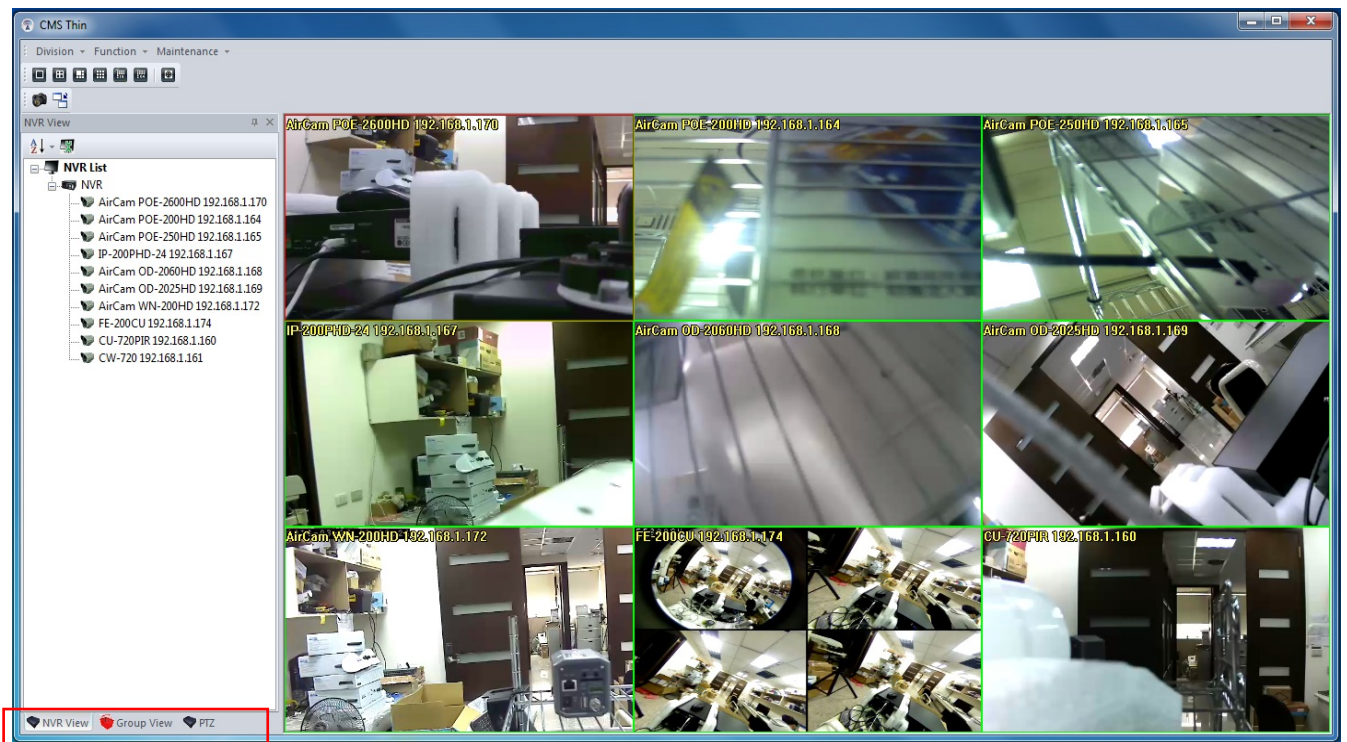 CMS Thin
Division Function Maintenance
NVR View
NVR List
NVR
AirCam POE-2600HD 192.168.1.170
AirCam POE-200HD 192.168.1.164
AirCam POE-250HD 192.168.1.165
IP-200PHD-24 192.168.1.167
AirCam OD-2060HD 192.168.1.168
AirCam OD-2025HD 192.168.1.169
AirCam WN-200HD 192.168.1.172
FE-200CU 192.168.1.174
CU-720PIR 192.168.1.160
CW-720 192.168.1.161
AirCam POE-2600HD 192.168.1.170
AirCam POE-200HD 192.168.1.164
AirCam POE-250HD 192.168.1.165
IP-200PHD-24 192.168.1.167
AirCam OD-2060HD 192.168.1.168
AirCam OD-2025HD 192.168.1.169
AirCam WN-200HD 192.168.1.172
FE-200CU 192.168.1.174
CU-720PIR 192.168.1.160
NVR View Group View PTZ